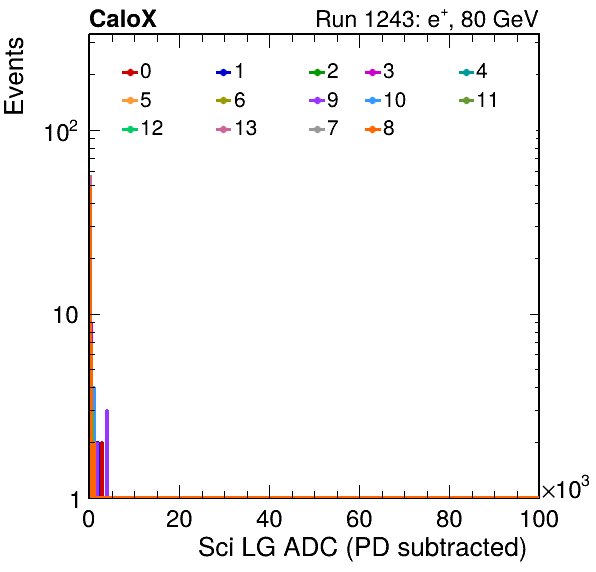 CaloX Run 1243: e⁺, 80 GeV
Events
0 1 2 3 4
5 6 9 10 11
12 13 7 8
10²
10
1
0 20 40 60 80 100
×10³
Sci LG ADC (PD subtracted)